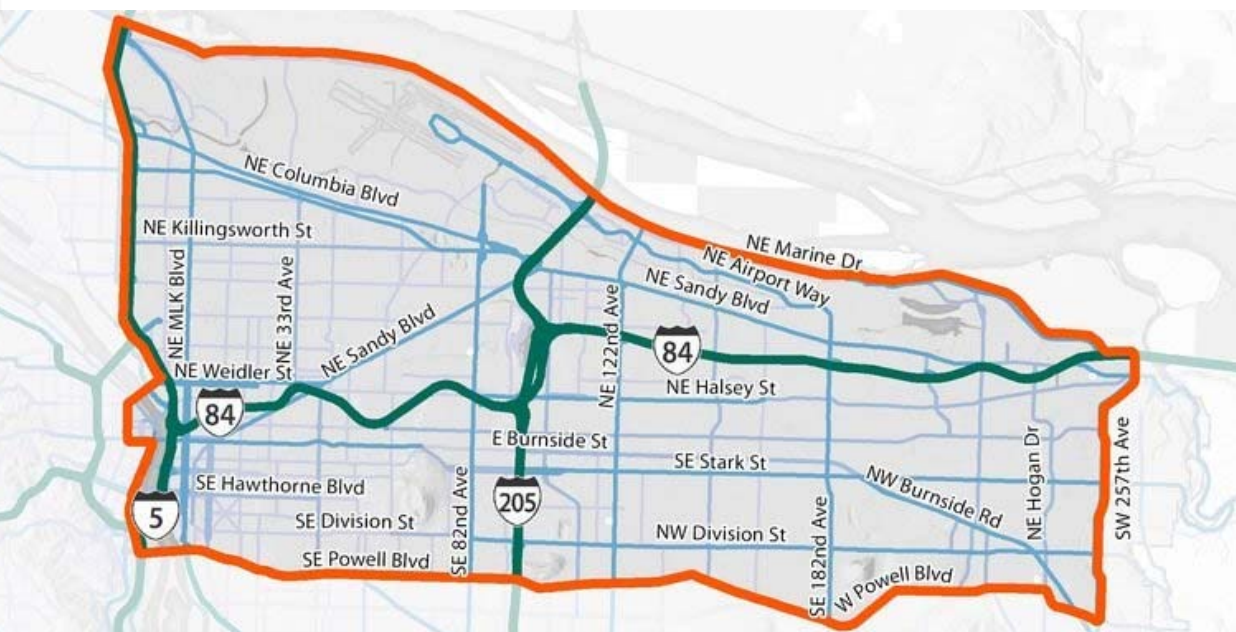 NE Columbia Blvd
NE Killingsworth St
NE MLK Blvd
NE 33rd Ave
NE Marine Dr
NE Airport Way
NE Sandy Blvd
NE Sandy Blvd
NE 122nd Ave
84
NE Weidler St
NE Halsey St
84
E Burnside St
SE Stark St
SE Hawthorne Blvd
SE 82nd Ave
205
NW Burnside Rd
NE Hogan Dr
SW 257th Ave
5
SE Division St
NW Division St
SE 182nd Ave
SE Powell Blvd
W Powell Blvd